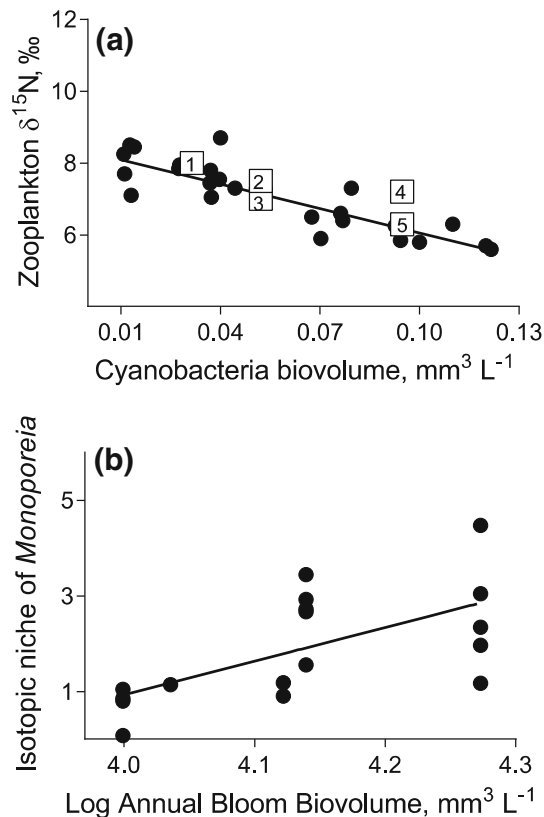 (a)
Zooplankton δ¹⁵N, ‰
12
10
8
6
1
2
3
4
5
0.01 0.04 0.07 0.10 0.13
Cyanobacteria biovolume, mm³ L⁻¹
(b)
Isotopic niche of Monoporeia
5
3
1
4.0 4.1 4.2 4.3
Log Annual Bloom Biovolume, mm³ L⁻¹